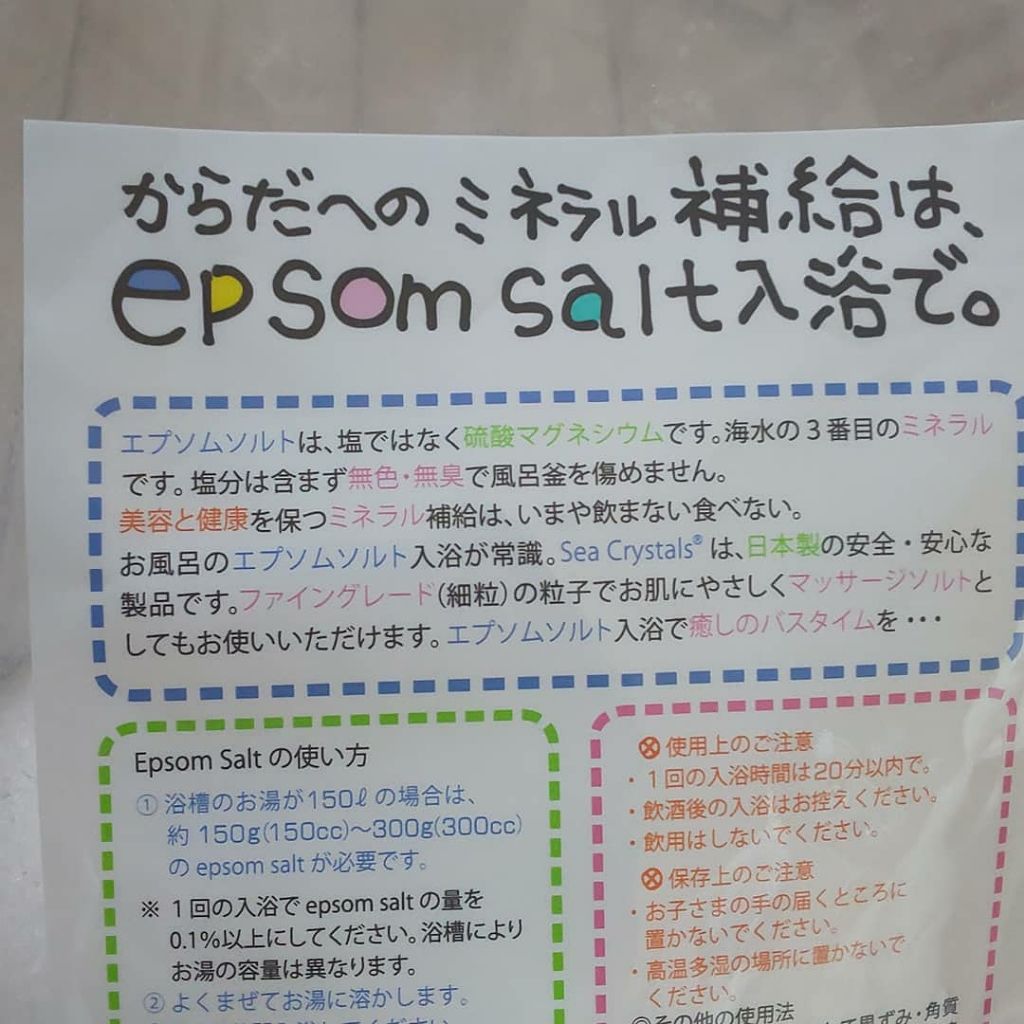 からだへのミネラル補給は、
epsom salt入浴で。
エプソムソルトは、塩ではなく硫酸マグネシウムです。海水の3番目のミネラル
です。塩分は含まず無色・無臭で風呂釜を傷めません。
美容と健康を保つミネラル補給は、いまや飲まない食べない。
お風呂のエプソムソルト入浴が常識。Sea Crystals® は、日本製の安全・安心な
製品です。ファイングレード(細粒)の粒子でお肌にやさしくマッサージソルトと
してもお使いいただけます。エプソムソルト入浴で癒しのバスタイムを・・・
Epsom Salt の使い方
① 浴槽のお湯が150ℓの場合は、
約 150g(150cc)〜300g(300cc)
の epsom salt が必要です。
※ 1回の入浴で epsom salt の量を
0.1%以上にしてください。浴槽により
お湯の容量は異なります。
② よくまぜてお湯に溶かします。
⊗ 使用上のご注意
・1回の入浴時間は20分以内で。
・飲酒後の入浴はお控えください。
・飲用はしないでください。
⊗ 保存上のご注意
・お子さまの手の届くところに
置かないでください。
・高温多湿の場所に置かないで
ください。
◎その他の使用法
黒ずみ・角質